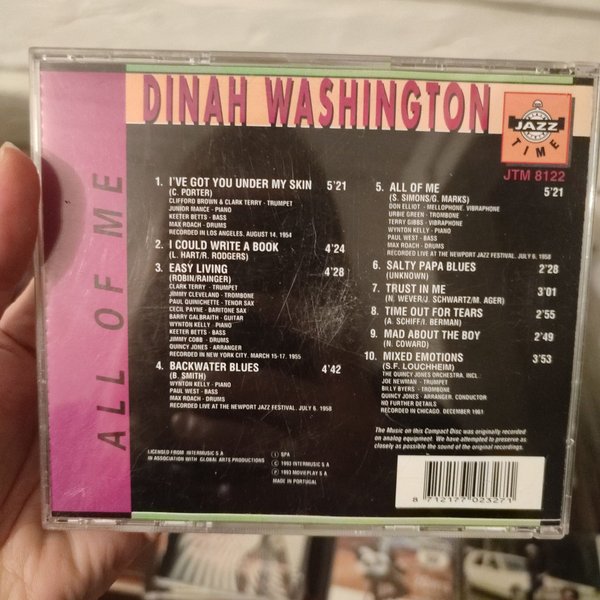 DINAH WASHINGTON
JAZZ
TIME
JTM 8122
ALL OF ME
1. I'VE GOT YOU UNDER MY SKIN 5'21
(C. PORTER)
CLIFFORD BROWN & CLARK TERRY - TRUMPET
JUNIOR MANCE - PIANO
KEETER BETTS - BASS
MAX ROACH - DRUMS
RECORDED IN LOS ANGELES. AUGUST 14, 1954
2. I COULD WRITE A BOOK 4'24
(L. HART/R. RODGERS)
3. EASY LIVING 4'28
(ROBIN/RAINGER)
CLARK TERRY - TRUMPET
JIMMY CLEVELAND - TROMBONE
PAUL QUINICHETTE - TENOR SAX
CECIL PAYNE - BARITONE SAX
BARRY GALBRAITH - GUITAR
WYNTON KELLY - PIANO
KEETER BETTS - BASS
JIMMY COBB - DRUMS
QUINCY JONES - ARRANGER
RECORDED IN NEW YORK CITY. MARCH 15-17. 1955
4. BACKWATER BLUES 4'42
(B. SMITH)
WYNTON KELLY - PIANO
PAUL WEST - BASS
MAX ROACH - DRUMS
RECORDED LIVE AT THE NEWPORT JAZZ FESTIVAL. JULY 6, 1958
5. ALL OF ME 5'21
(S. SIMONS/G. MARKS)
DON ELLIOT - MELLOPHONE. VIBRAPHONE
URBIE GREEN - TROMBONE
TERRY GIBBS - VIBRAPHONE
WYNTON KELLY - PIANO
PAUL WEST - BASS
MAX ROACH - DRUMS
RECORDED LIVE AT THE NEWPORT JAZZ FESTIVAL. JULY 6, 1958
6. SALTY PAPA BLUES 2'28
(UNKNOWN)
7. TRUST IN ME 3'01
(N. WEVER/J. SCHWARTZ/M. AGER)
8. TIME OUT FOR TEARS 2'55
(A. SCHIFF/I. BERMAN)
9. MAD ABOUT THE BOY 2'49
(N. COWARD)
10. MIXED EMOTIONS 3'53
(S.F. LOUCHHEIM)
THE QUINCY JONES ORCHESTRA. INCL.
JOE NEWMAN - TRUMPET
BILLY BYERS - TROMBONE
QUINCY JONES - ARRANGER. CONDUCTOR
NO FURTHER DETAILS
RECORDED IN CHICAGO. DECEMBER 1961
The Music on this Compact Disc was originally recorded on
analog equipment. We have attempted to preserve as
closely as possible the sound of the original recordings.
LICENSED FROM INTERMUSIC S A
IN ASSOCIATION WITH GLOBAL ARTS PRODUCTIONS
SPA
© 1993 INTERMUSIC S A
℗ 1993 MOVIEPLAY S A
MADE IN PORTUGAL
8 712177 023271